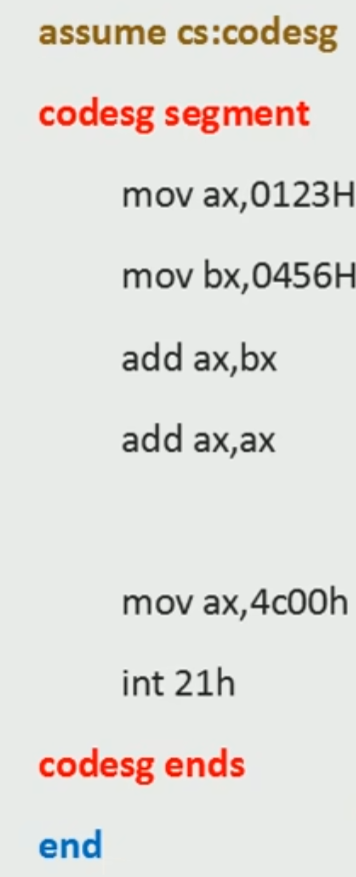 assume cs:codesg
codesg segment
mov ax,0123H
mov bx,0456H
add ax,bx
add ax,ax
mov ax,4c00h
int 21h
codesg ends
end